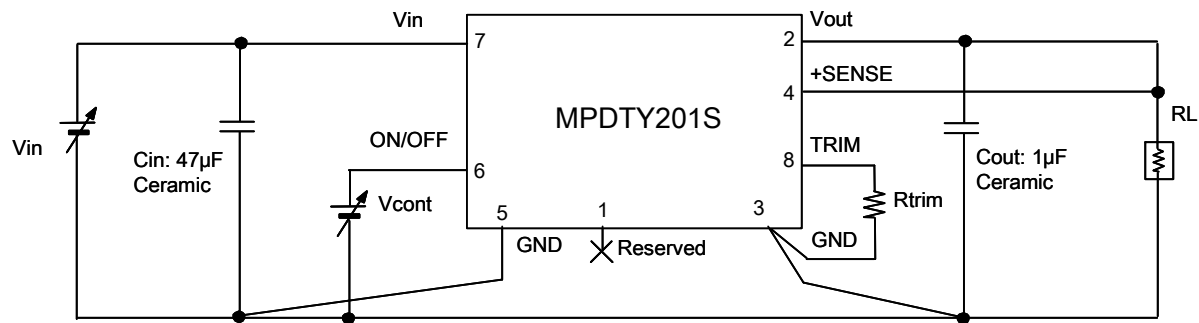 Vin
7
Vout
2
+SENSE
4
MPDTY201S
RL
Vin
Cin: 47µF
Ceramic
ON/OFF
6
TRIM
8
Cout: 1µF
Ceramic
Vcont
Rtrim
5
1
3
GND
Reserved
GND